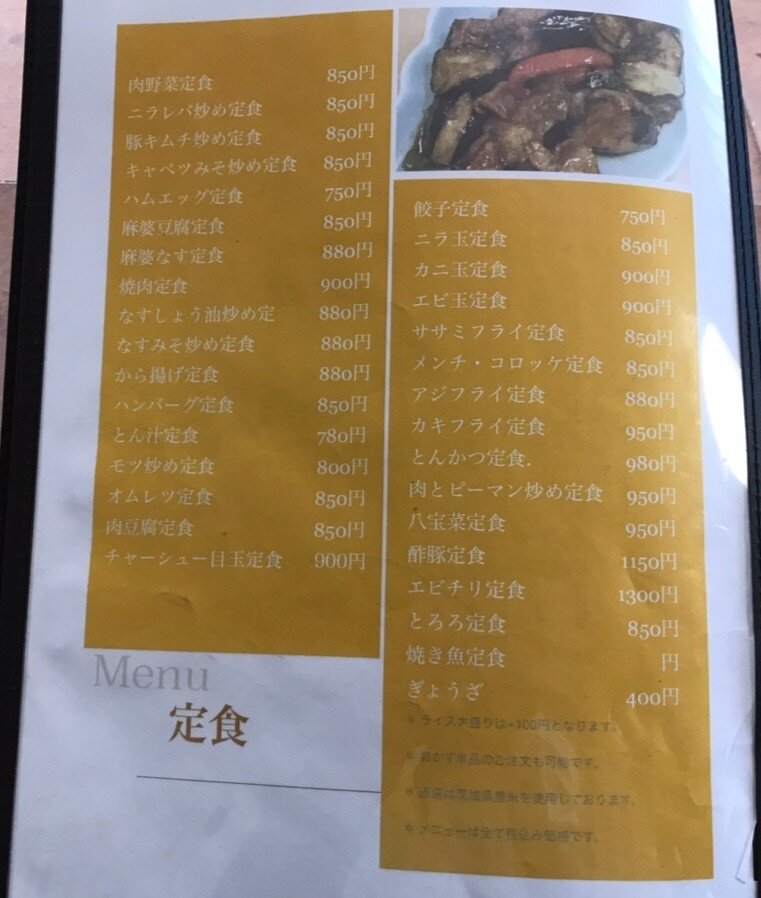 肉野菜定食 850円
ニラレバ炒め定食 850円
豚キムチ炒め定食 850円
キャベツみそ炒め定食 850円
ハムエッグ定食 750円
麻婆豆腐定食 850円
麻婆なす定食 880円
焼肉定食 900円
なすしょう油炒め定 880円
なすみそ炒め定食 880円
から揚げ定食 880円
ハンバーグ定食 850円
とん汁定食 780円
モツ炒め定食 800円
オムレツ定食 850円
肉豆腐定食 850円
チャーシュー目玉定食 900円
Menu
定食
餃子定食 750円
ニラ玉定食 850円
カニ玉定食 900円
エビ玉定食 900円
ササミフライ定食 850円
メンチ・コロッケ定食 850円
アジフライ定食 880円
カキフライ定食 950円
とんかつ定食. 980円
肉とピーマン炒め定食 950円
八宝菜定食 950円
酢豚定食 1150円
エビチリ定食 1300円
とろろ定食 850円
焼き魚定食 円
ぎょうざ 400円
＊ライス大盛りは+100円となります。
＊おかず単品のご注文も可能です。
＊当店は茨城県産米を使用しております。
＊メニューは全て税込み価格です。